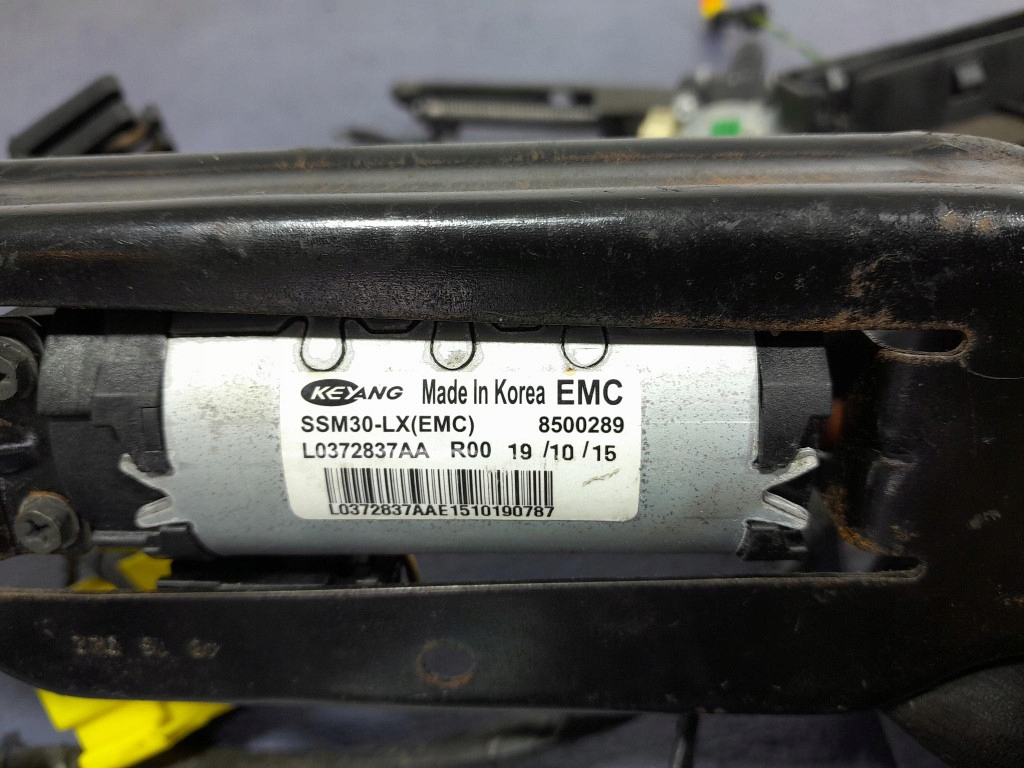 KEYANG Made In Korea EMC
SSM30-LX(EMC) 8500289
L0372837AA R00 19 /10 / 15
L0372837AAE1510190787